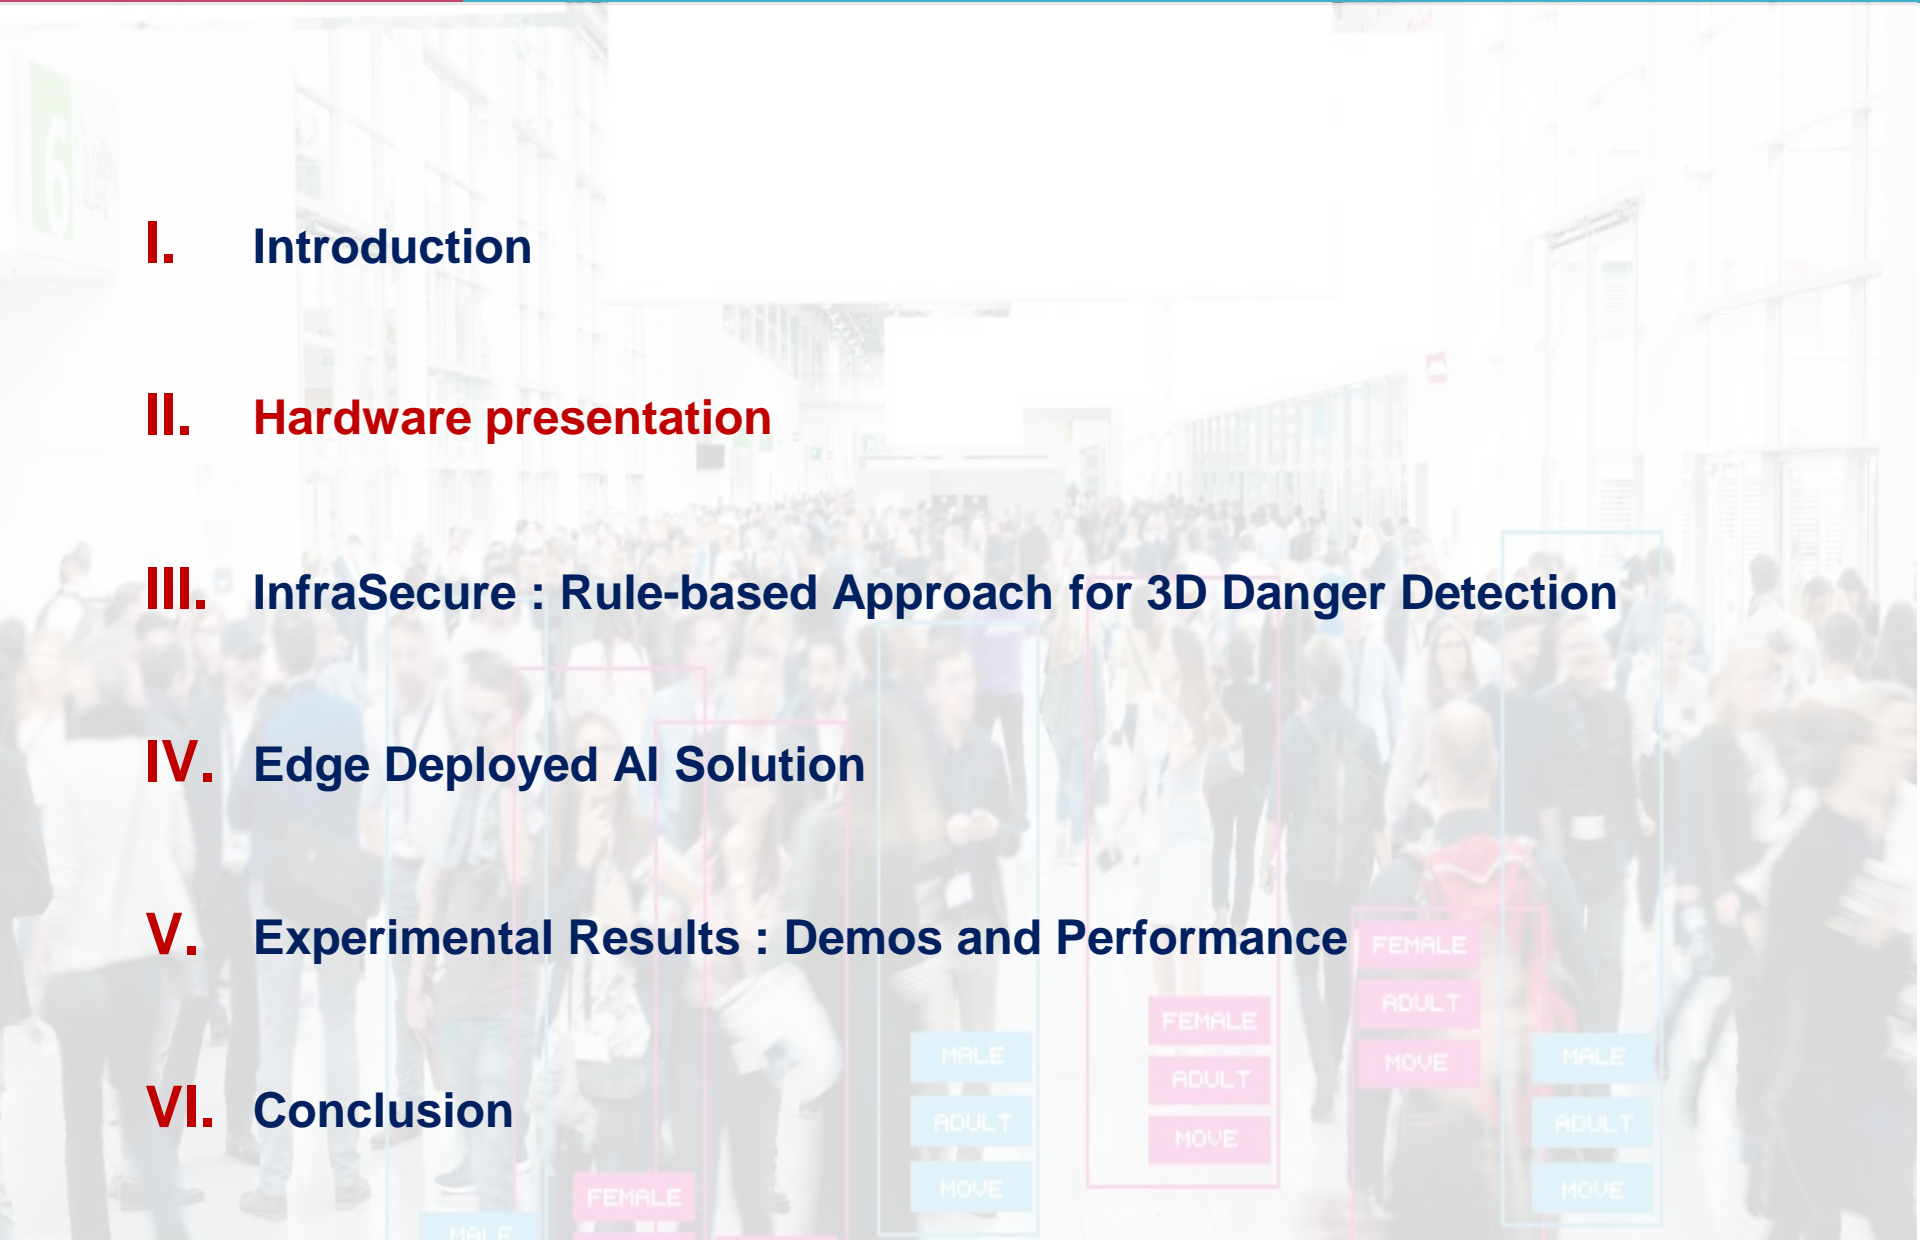 6
I. Introduction
II. Hardware presentation
III. InfraSecure : Rule-based Approach for 3D Danger Detection
IV. Edge Deployed AI Solution
V. Experimental Results : Demos and Performance
FEMALE
ADULT
MOVE
FEMALE
ADULT
MOVE
MALE
ADULT
MOVE
MALE
ADULT
MOVE
VI. Conclusion
FEMALE
MALE